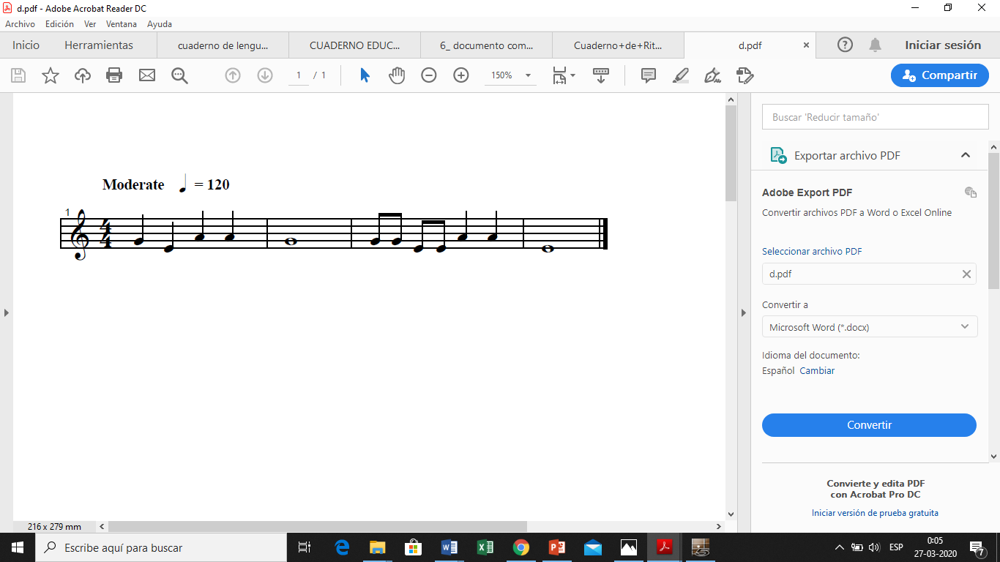 d.pdf - Adobe Acrobat Reader DC
Archivo Edición Ver Ventana Ayuda
Inicio Herramientas cuaderno de lengu... CUADERNO EDUC... 6_ documento com... Cuaderno+de+Rit... d.pdf × Iniciar sesión
1 / 1 150% Compartir
Moderate = 120
1
4
4
216 x 279 mm
Buscar 'Reducir tamaño'
Exportar archivo PDF
Adobe Export PDF
Convertir archivos PDF a Word o Excel Online
Seleccionar archivo PDF
d.pdf
Convertir a
Microsoft Word (*.docx)
Idioma del documento:
Español Cambiar
Convertir
Convierte y edita PDF
con Acrobat Pro DC
Iniciar versión de prueba gratuita
Escribe aquí para buscar
ESP
0:05
27-03-2020
7